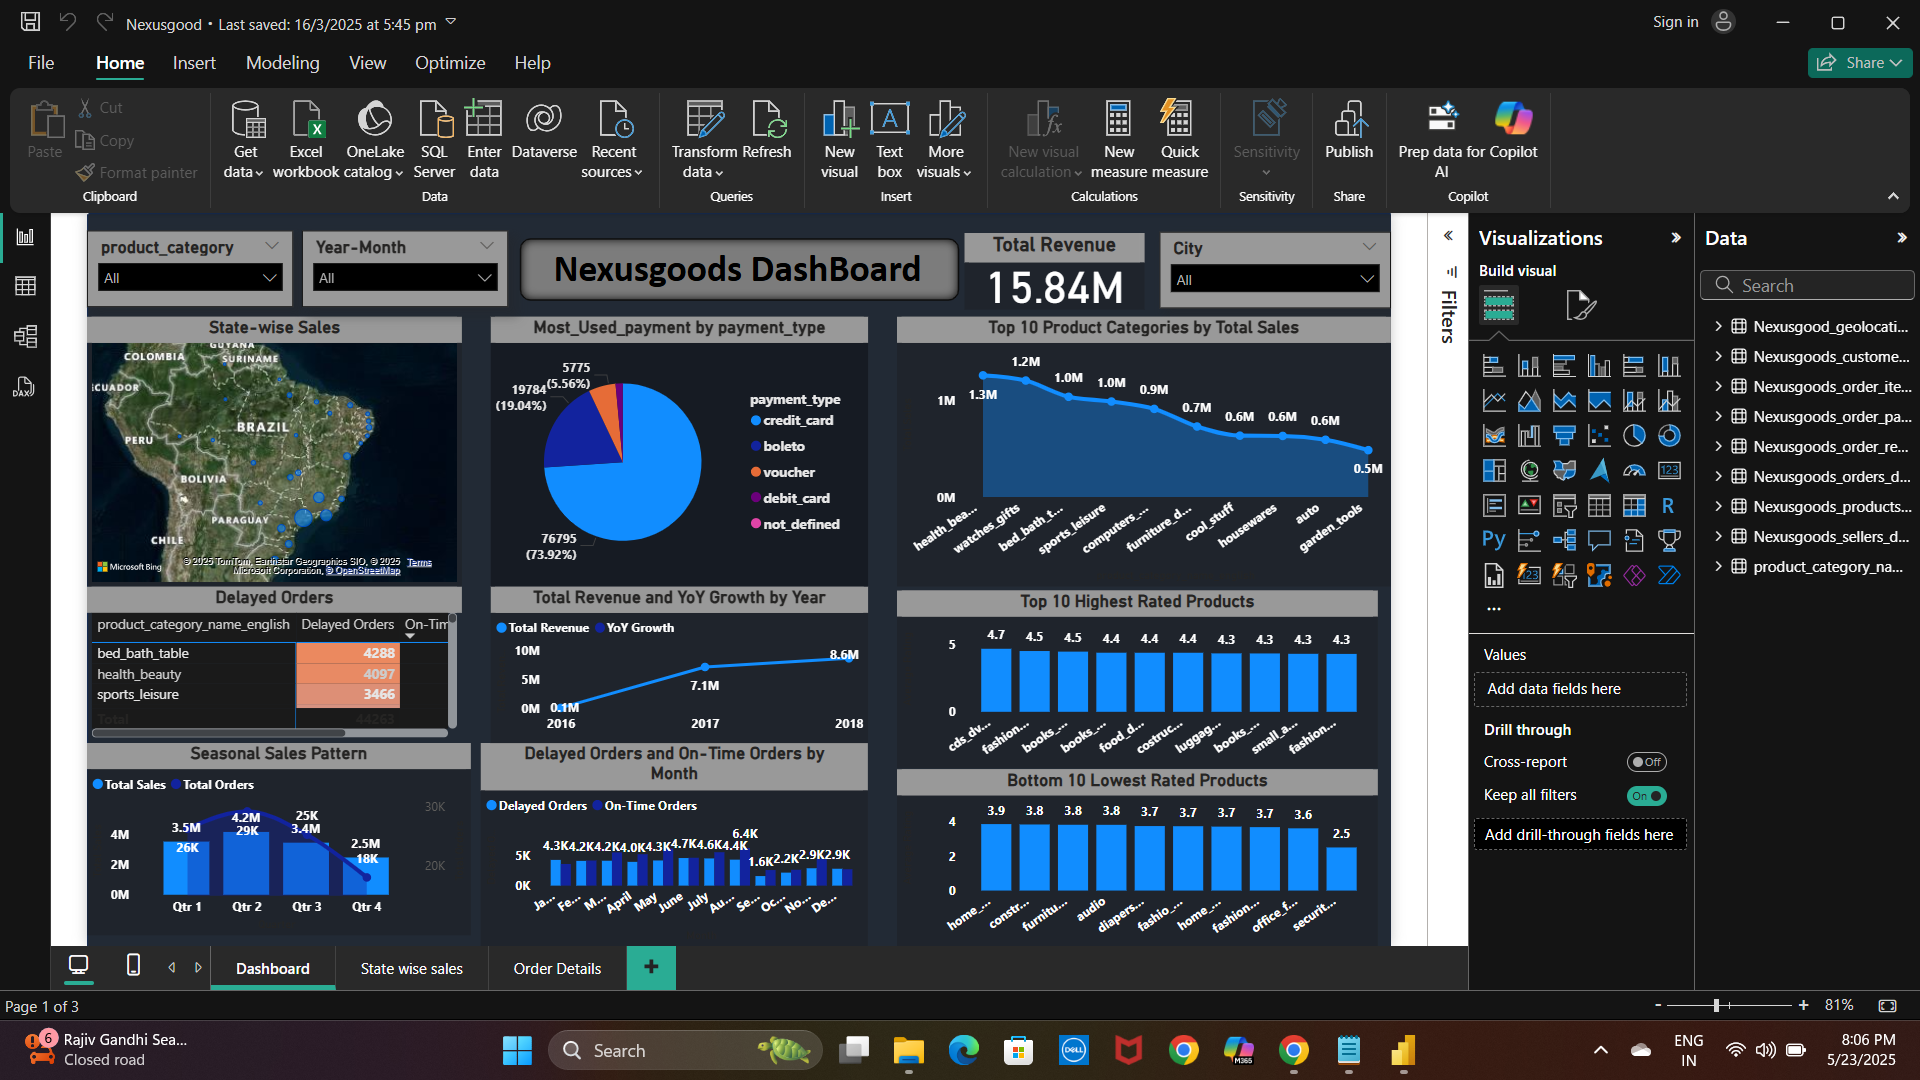 Nexusgood • Last saved: 16/3/2025 at 5:45 pm
Sign in
File Home Insert Modeling View Optimize Help
Share
Paste
Cut
Copy
Format painter
Clipboard
Get data
Excel workbook
OneLake catalog
SQL Server
Enter data
Dataverse
Recent sources
Data
Transform data
Refresh
Queries
New visual
Text box
More visuals
Insert
New visual calculation
New measure
Quick measure
Calculations
Sensitivity
Sensitivity
Publish
Share
Prep data for AI
Copilot
Copilot
product_category
All
Year-Month
All
Nexusgoods DashBoard
Total Revenue
15.84M
City
All
State-wise Sales
COLOMBIA
GUYANA
SURINAME
ECUADOR
PERU
BRAZIL
BOLIVIA
PARAGUAY
CHILE
Microsoft Bing
© 2025 TomTom, Earthstar Geographics SIO, © 2025 Microsoft Corporation, © OpenStreetMap Terms
Most_Used_payment by payment_type
5775
(5.56%)
19784
(19.04%)
76795
(73.92%)
payment_type
credit_card
boleto
voucher
debit_card
not_defined
Top 10 Product Categories by Total Sales
1M
0M
1.3M 1.2M 1.0M 1.0M 0.9M 0.7M 0.6M 0.6M 0.6M 0.5M
health_bea... watches_gifts bed_bath_t... sports_leisure computers_... furniture_d... cool_stuff housewares auto garden_tools
Delayed Orders
product_category_name_english Delayed Orders On-Tim
bed_bath_table 4288
health_beauty 4097
sports_leisure 3466
Total 44263
Total Revenue and YoY Growth by Year
Total Revenue YoY Growth
10M
5M
0M
0.1M 7.1M 8.6M
2016 2017 2018
Top 10 Highest Rated Products
5
0
4.7 4.5 4.5 4.4 4.4 4.4 4.3 4.3 4.3 4.3
cds_dv... fashion... books_... books_... food_d... costruc... luggag... books_... small_a... fashion...
Seasonal Sales Pattern
Total Sales Total Orders
4M
2M
0M
30K
20K
3.5M 4.2M 3.4M 2.5M
26K 29K 25K 18K
Qtr 1 Qtr 2 Qtr 3 Qtr 4
Delayed Orders and On-Time Orders by Month
Delayed Orders On-Time Orders
5K
0K
4.3K 4.2K 4.2K 4.0K 4.3K 4.7K 4.6K 4.4K 6.4K 1.6K 2.2K 2.9K 2.9K
Ja... Fe... M... April May June July Au... Se... Oc... No... De...
Bottom 10 Lowest Rated Products
4
2
0
3.9 3.8 3.8 3.8 3.7 3.7 3.7 3.7 3.6 2.5
home_... constr... furnitu... audio diapers... fashio_... home_... fashion... office_f... securit...
Filters
Visualizations
Build visual
Values
Add data fields here
Drill through
Cross-report
Off
Keep all filters
On
Add drill-through fields here
Data
Search
Nexusgood_geolocati...
Nexusgoods_custome...
Nexusgoods_order_ite...
Nexusgoods_order_pa...
Nexusgoods_order_re...
Nexusgoods_orders_d...
Nexusgoods_products...
Nexusgoods_sellers_d...
product_category_na...
Dashboard
State wise sales
Order Details
Page 1 of 3
81%
6
Rajiv Gandhi Sea...
Closed road
Search
ENG
IN
8:06 PM
5/23/2025